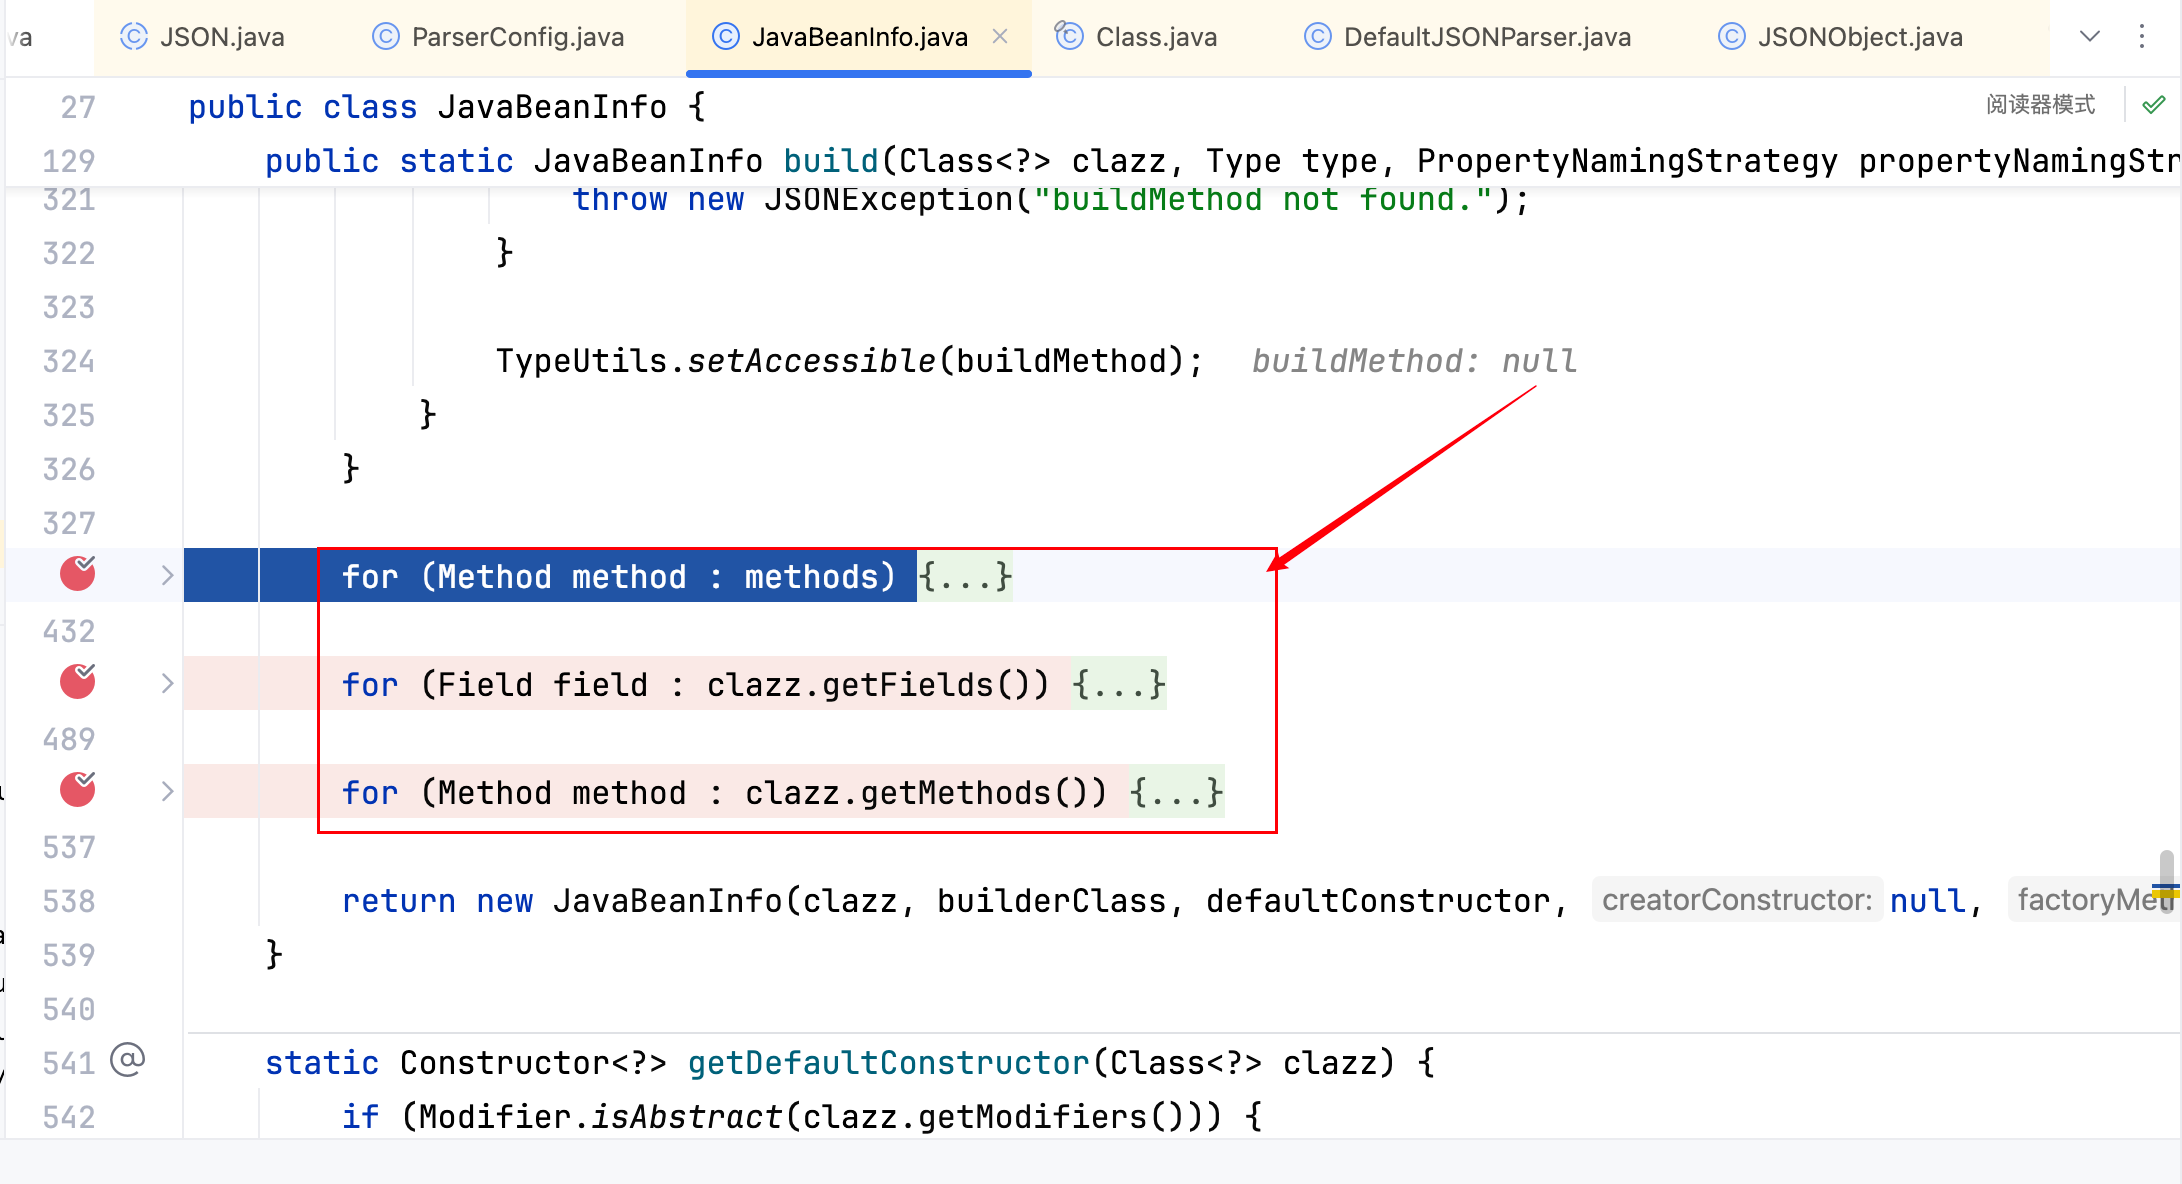 va JSON.java ParserConfig.java JavaBeanInfo.java Class.java DefaultJSONParser.java JSONObject.java
27 public class JavaBeanInfo { 阅读器模式
129 public static JavaBeanInfo build(Class<?> clazz, Type type, PropertyNamingStrategy propertyNamingStr
321 throw new JSONException("buildMethod not found.");
322 }
323
324 TypeUtils.setAccessible(buildMethod); buildMethod: null
325 }
326 }
327
for (Method method : methods) {...}
432
for (Field field : clazz.getFields()) {...}
489
for (Method method : clazz.getMethods()) {...}
537
538 return new JavaBeanInfo(clazz, builderClass, defaultConstructor, creatorConstructor: null, factoryMet
539 }
540
541 @ static Constructor<?> getDefaultConstructor(Class<?> clazz) {
542 if (Modifier.isAbstract(clazz.getModifiers())) {